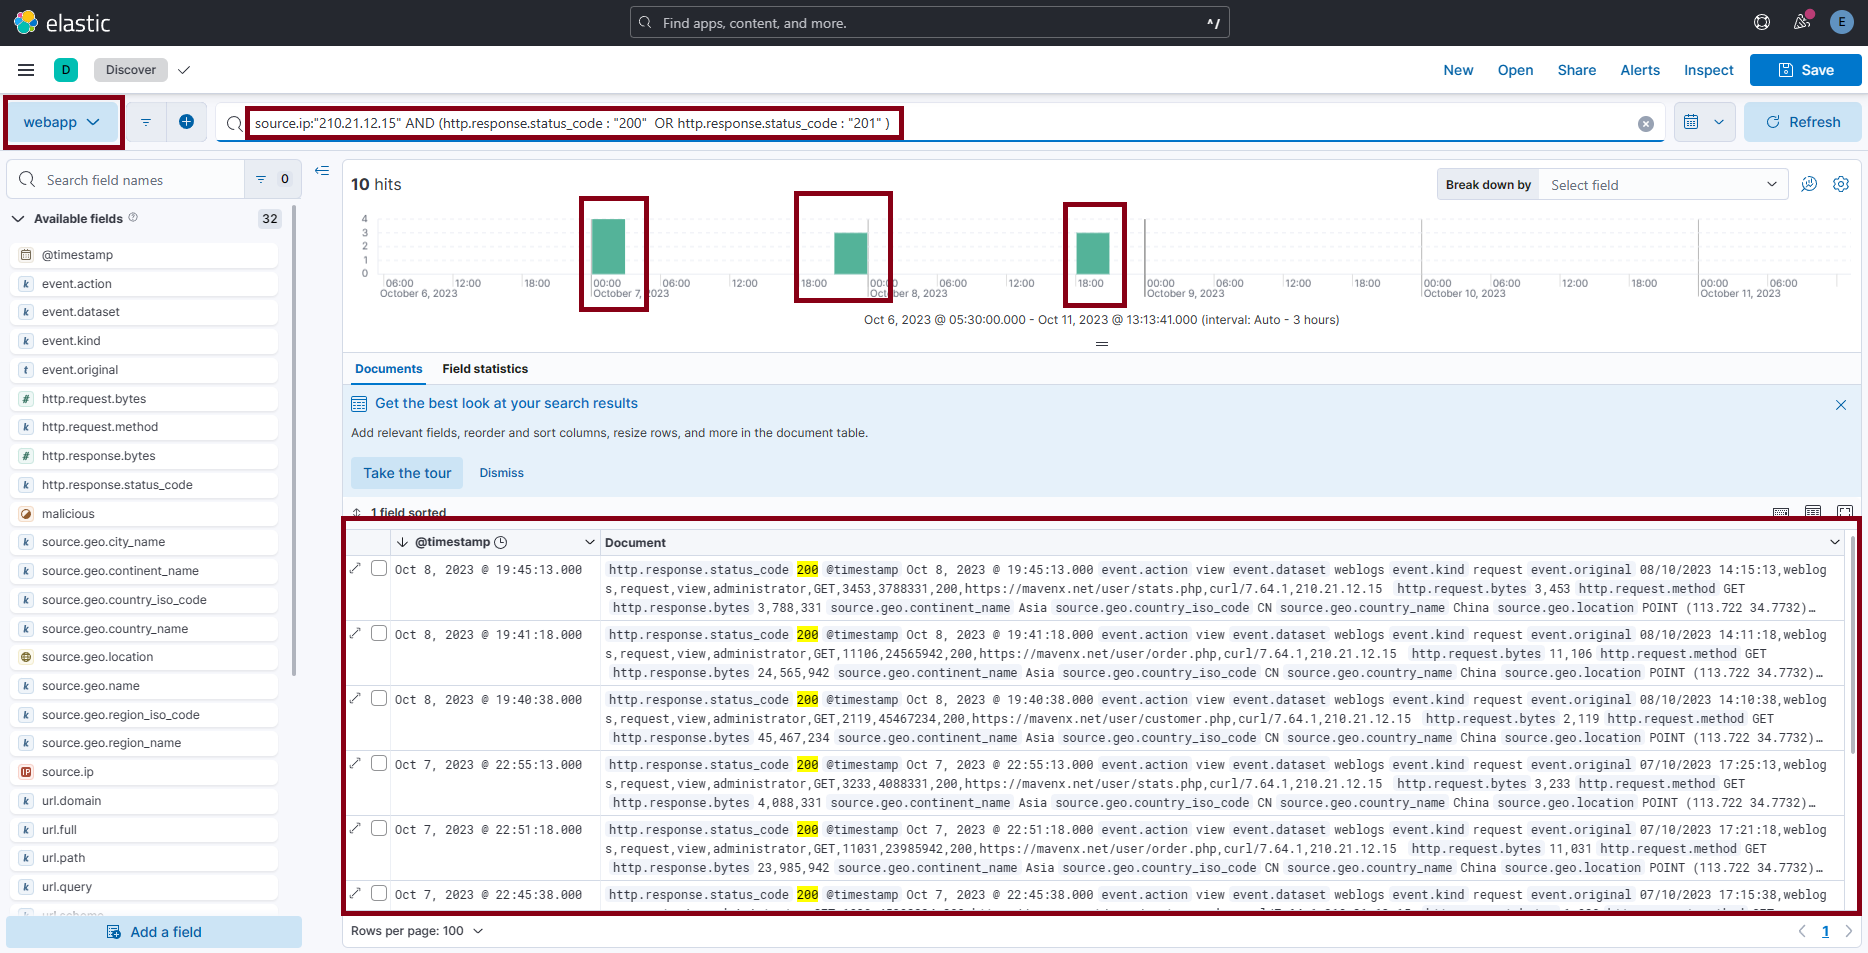 elastic
Find apps, content, and more.
^/
E
D
Discover
New
Open
Share
Alerts
Inspect
Save
webapp
source.ip:"210.21.12.15" AND (http.response.status_code : "200"  OR http.response.status_code : "201" )
Refresh
Search field names
0
10 hits
Break down by
Select field
Available fields
32
@timestamp
event.action
event.dataset
event.kind
event.original
http.request.bytes
http.request.method
http.response.bytes
http.response.status_code
malicious
source.geo.city_name
source.geo.continent_name
source.geo.country_iso_code
source.geo.country_name
source.geo.location
source.geo.name
source.geo.region_iso_code
source.geo.region_name
source.ip
url.domain
url.full
url.path
url.query
Add a field
4
3
2
1
0
06:00 12:00 18:00 00:00 06:00 12:00 18:00 00:00 06:00 12:00 18:00 00:00 06:00 12:00 18:00 00:00 06:00 12:00 18:00 00:00 06:00
October 6, 2023 October 7, 2023 October 8, 2023 October 9, 2023 October 10, 2023 October 11, 2023
Oct 6, 2023 @ 05:30:00.000 - Oct 11, 2023 @ 13:13:41.000 (interval: Auto - 3 hours)
Documents
Field statistics
Get the best look at your search results
Add relevant fields, reorder and sort columns, resize rows, and more in the document table.
Take the tour
Dismiss
1 field sorted
@timestamp
Document
Oct 8, 2023 @ 19:45:13.000
http.response.status_code 200 @timestamp Oct 8, 2023 @ 19:45:13.000 event.action view event.dataset weblogs event.kind request event.original 08/10/2023 14:15:13,weblog
s,request,view,administrator,GET,3453,3788331,200,https://mavenx.net/user/stats.php,curl/7.64.1,210.21.12.15 http.request.bytes 3,453 http.request.method GET
http.response.bytes 3,788,331 source.geo.continent_name Asia source.geo.country_iso_code CN source.geo.country_name China source.geo.location POINT (113.722 34.7732)…
Oct 8, 2023 @ 19:41:18.000
http.response.status_code 200 @timestamp Oct 8, 2023 @ 19:41:18.000 event.action view event.dataset weblogs event.kind request event.original 08/10/2023 14:11:18,weblog
s,request,view,administrator,GET,11106,24565942,200,https://mavenx.net/user/order.php,curl/7.64.1,210.21.12.15 http.request.bytes 11,106 http.request.method GET
http.response.bytes 24,565,942 source.geo.continent_name Asia source.geo.country_iso_code CN source.geo.country_name China source.geo.location POINT (113.722 34.7732)…
Oct 8, 2023 @ 19:40:38.000
http.response.status_code 200 @timestamp Oct 8, 2023 @ 19:40:38.000 event.action view event.dataset weblogs event.kind request event.original 08/10/2023 14:10:38,weblog
s,request,view,administrator,GET,2119,45467234,200,https://mavenx.net/user/customer.php,curl/7.64.1,210.21.12.15 http.request.bytes 2,119 http.request.method GET
http.response.bytes 45,467,234 source.geo.continent_name Asia source.geo.country_iso_code CN source.geo.country_name China source.geo.location POINT (113.722 34.7732)…
Oct 7, 2023 @ 22:55:13.000
http.response.status_code 200 @timestamp Oct 7, 2023 @ 22:55:13.000 event.action view event.dataset weblogs event.kind request event.original 07/10/2023 17:25:13,weblog
s,request,view,administrator,GET,3233,4088331,200,https://mavenx.net/user/stats.php,curl/7.64.1,210.21.12.15 http.request.bytes 3,233 http.request.method GET
http.response.bytes 4,088,331 source.geo.continent_name Asia source.geo.country_iso_code CN source.geo.country_name China source.geo.location POINT (113.722 34.7732)…
Oct 7, 2023 @ 22:51:18.000
http.response.status_code 200 @timestamp Oct 7, 2023 @ 22:51:18.000 event.action view event.dataset weblogs event.kind request event.original 07/10/2023 17:21:18,weblog
s,request,view,administrator,GET,11031,23985942,200,https://mavenx.net/user/order.php,curl/7.64.1,210.21.12.15 http.request.bytes 11,031 http.request.method GET
http.response.bytes 23,985,942 source.geo.continent_name Asia source.geo.country_iso_code CN source.geo.country_name China source.geo.location POINT (113.722 34.7732)…
Oct 7, 2023 @ 22:45:38.000
http.response.status_code 200 @timestamp Oct 7, 2023 @ 22:45:38.000 event.action view event.dataset weblogs event.kind request event.original 07/10/2023 17:15:38,weblog
Rows per page: 100
1